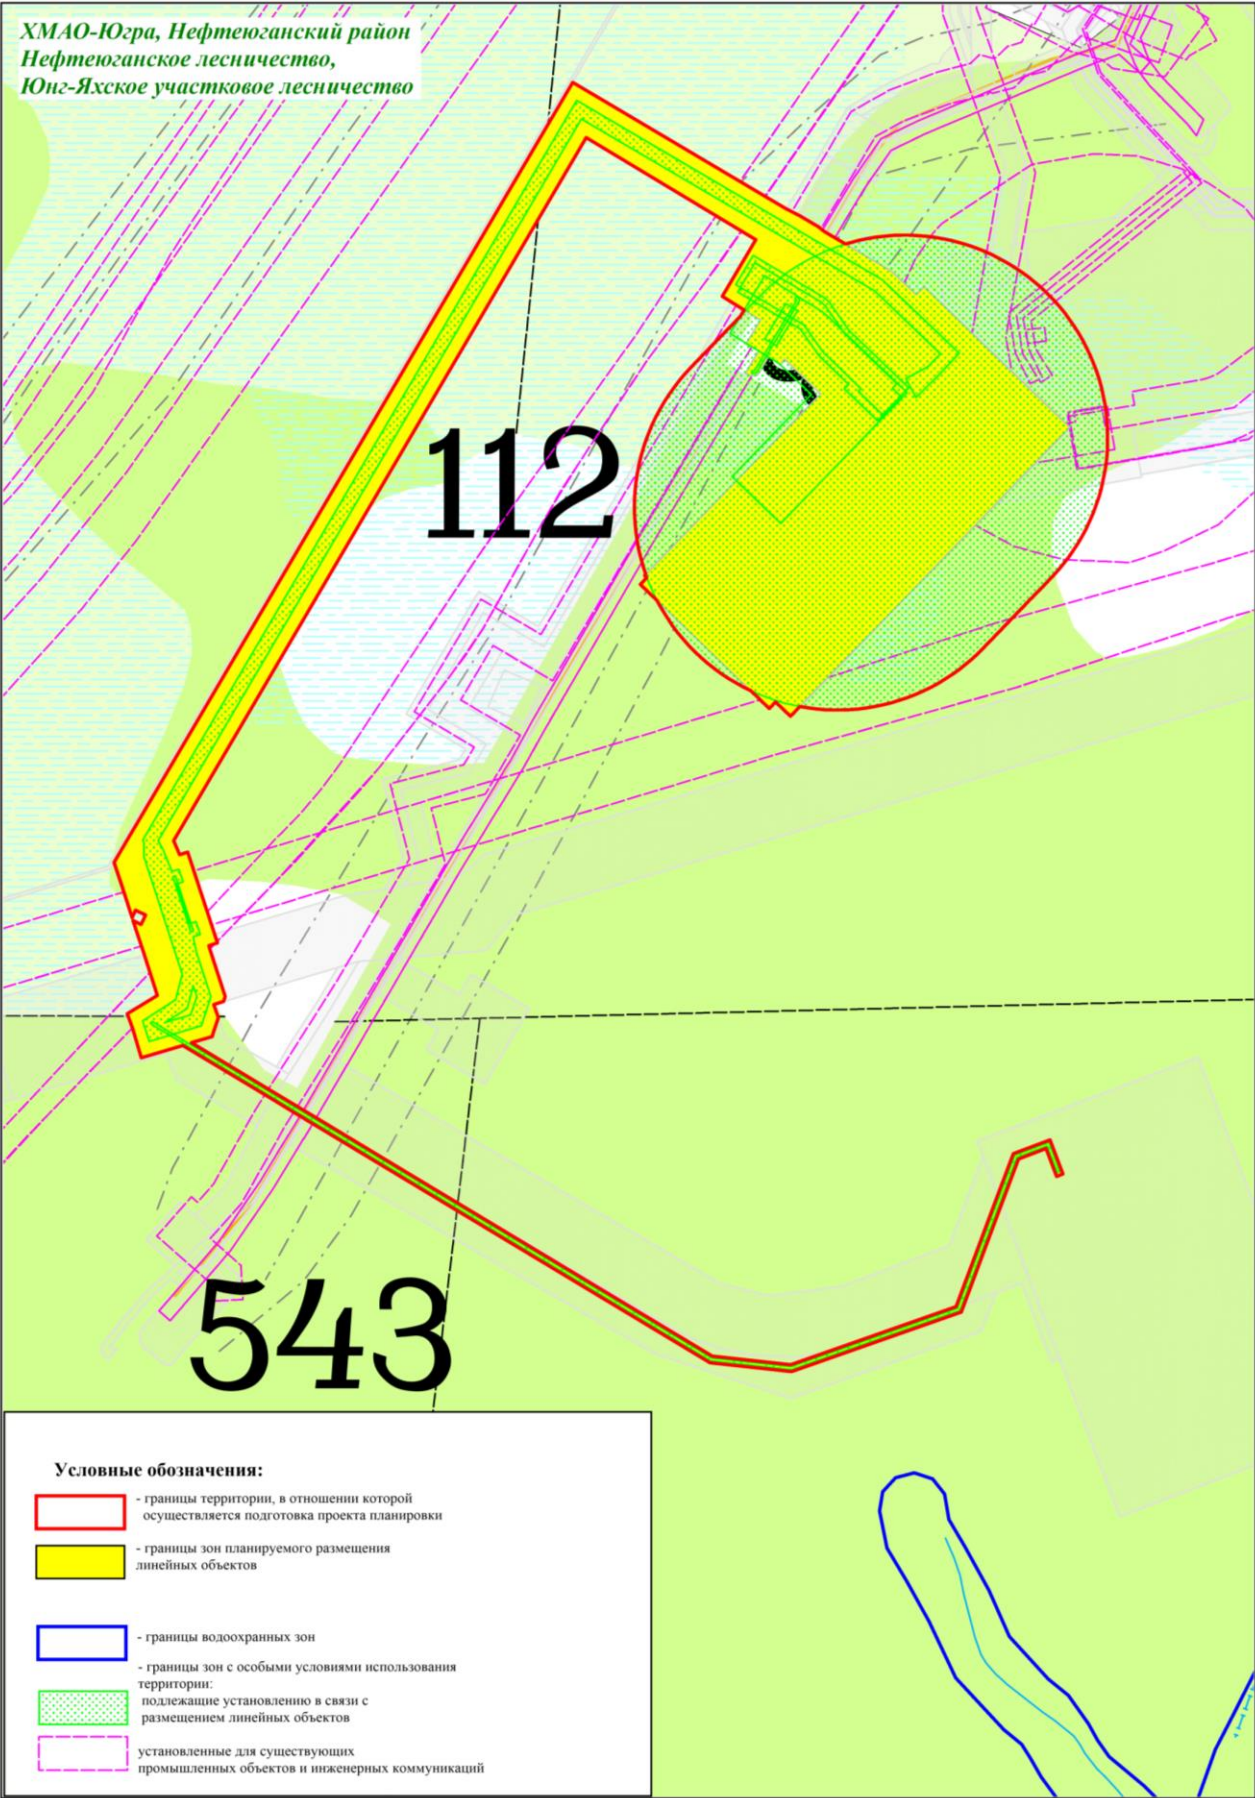 ХМАО-Югра, Нефтеюганский район
Нефтеюганское лесничество,
Юнг-Яхское участковое лесничество
112
543
Условные обозначения:
- границы территории, в отношении которой
осуществляется подготовка проекта планировки
- границы зон планируемого размещения
линейных объектов
- границы водоохранных зон
- границы зон с особыми условиями использования
территории:
подлежащие установлению в связи с
размещением линейных объектов
установленные для существующих
промышленных объектов и инженерных коммуникаций